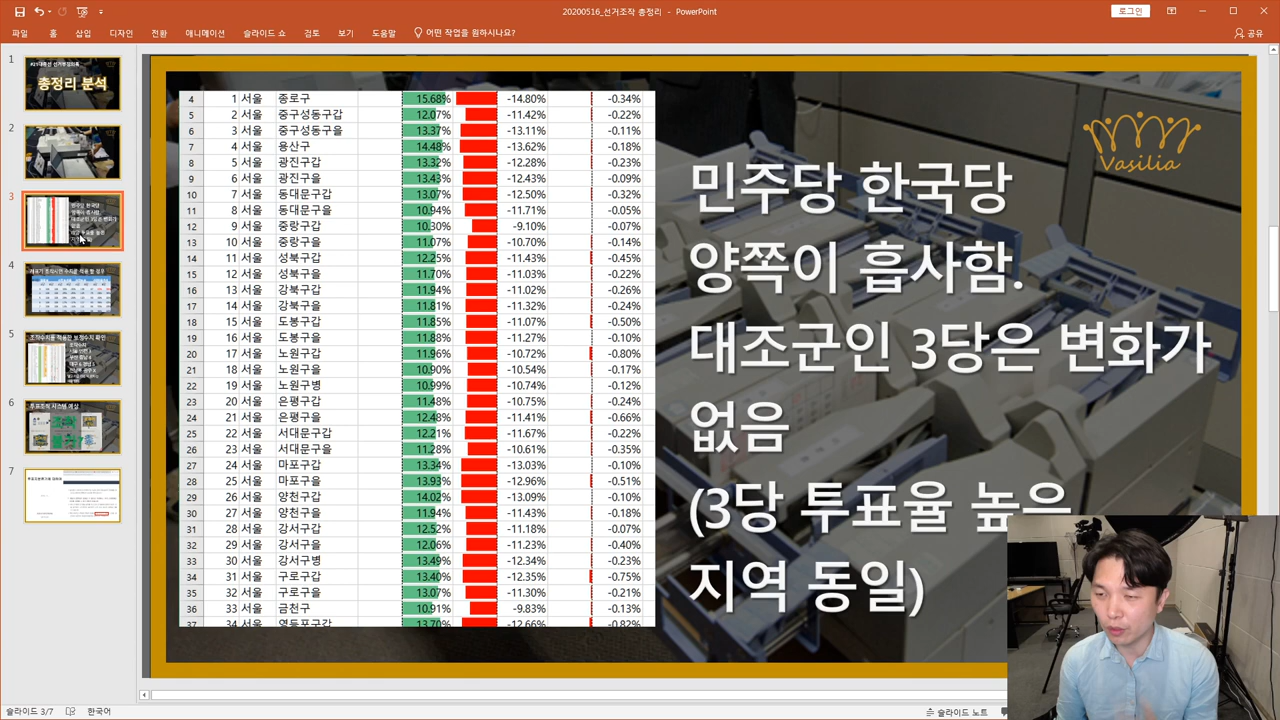 20200516_선거조작 총정리 - PowerPoint
로그인
파일 홈 삽입 디자인 전환 애니메이션 슬라이드 쇼 검토 보기 도움말 어떤 작업을 원하시나요?
공유
1
총정리 분석
2
3
4
5
6
7
4 1 서울 종로구 15.68% -14.80% -0.34%
5 2 서울 중구성동구갑 12.07% -11.42% -0.22%
6 3 서울 중구성동구을 13.37% -13.11% -0.11%
7 4 서울 용산구 14.48% -13.62% -0.18%
8 5 서울 광진구갑 13.32% -12.28% -0.23%
9 6 서울 광진구을 13.43% -12.43% -0.09%
10 7 서울 동대문구갑 13.07% -12.50% -0.32%
11 8 서울 동대문구을 10.94% -11.71% -0.05%
12 9 서울 중랑구갑 10.30% -9.10% -0.07%
13 10 서울 중랑구을 11.07% -10.70% -0.14%
14 11 서울 성북구갑 12.25% -11.43% -0.45%
15 12 서울 성북구을 11.70% -11.03% -0.22%
16 13 서울 강북구갑 11.94% -11.02% -0.26%
17 14 서울 강북구을 11.81% -11.32% -0.24%
18 15 서울 도봉구갑 11.85% -11.07% -0.50%
19 16 서울 도봉구을 11.88% -11.27% -0.10%
20 17 서울 노원구갑 11.96% -10.72% -0.80%
21 18 서울 노원구을 10.90% -10.54% -0.17%
22 19 서울 노원구병 10.99% -10.74% -0.12%
23 20 서울 은평구갑 11.48% -10.75% -0.24%
24 21 서울 은평구을 12.48% -11.41% -0.66%
25 22 서울 서대문구갑 12.21% -11.67% -0.22%
26 23 서울 서대문구을 11.28% -10.61% -0.35%
27 24 서울 마포구갑 13.34% -13.03% -0.10%
28 25 서울 마포구을 13.93% -12.96% -0.51%
29 26 서울 양천구갑 14.02% -13.09% -0.10%
30 27 서울 양천구을 11.94% -11.43% -0.18%
31 28 서울 강서구갑 12.52% -11.18% -0.07%
32 29 서울 강서구을 12.06% -11.23% -0.40%
33 30 서울 강서구병 13.49% -12.34% -0.23%
34 31 서울 구로구갑 13.40% -12.35% -0.75%
35 32 서울 구로구을 13.07% -11.30% -0.21%
36 33 서울 금천구 10.91% -9.83% -0.13%
37 34 서울 영등포구갑 13.70% -12.66% -0.82%
Vasilia
민주당 한국당
양쪽이 흡사함.
대조군인 3당은 변화가
없음
(3당 투표율 높은
지역 동일)
슬라이드 3/7 한국어
슬라이드 노트